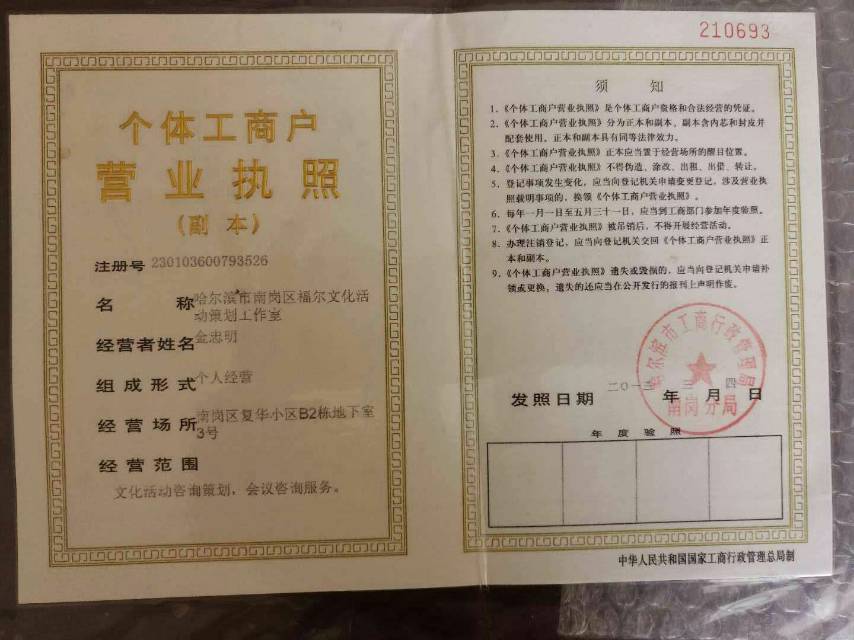 个体工商户
营业执照
(副本)
注册号 230103600793526
名称 哈尔滨市南岗区福尔文化活
动策划工作室
经营者姓名 金忠明
组成形式 个人经营
经营场所 南岗区复华小区B2栋地下室
3号
经营范围
文化活动咨询策划，会议咨询服务。
210693
须知
1、《个体工商户营业执照》是个体工商户资格和合法经营的凭证。
2、《个体工商户营业执照》分为正本和副本，副本含内芯和封皮并
配套使用。正本和副本具有同等法律效力。
3、《个体工商户营业执照》正本应当置于经营场所的醒目位置。
4、《个体工商户营业执照》不得伪造、涂改、出租、出借、转让。
5、登记事项发生变化，应当向登记机关申请变更登记，涉及营业执
照载明事项的，换领《个体工商户营业执照》。
6、每年一月一日至五月三十一日，应当到工商部门参加年度验照。
7、《个体工商户营业执照》被吊销后，不得开展经营活动。
8、办理注销登记，应当向登记机关交回《个体工商户营业执照》正
本和副本。
9、《个体工商户营业执照》遗失或毁损的，应当向登记机关申请补
领或更换，遗失的还应当在公开发行的报刊上声明作废。
哈尔滨市工商行政管理局
南岗分局
发照日期 二〇一三年三月四日
年度验照
中华人民共和国国家工商行政管理总局制